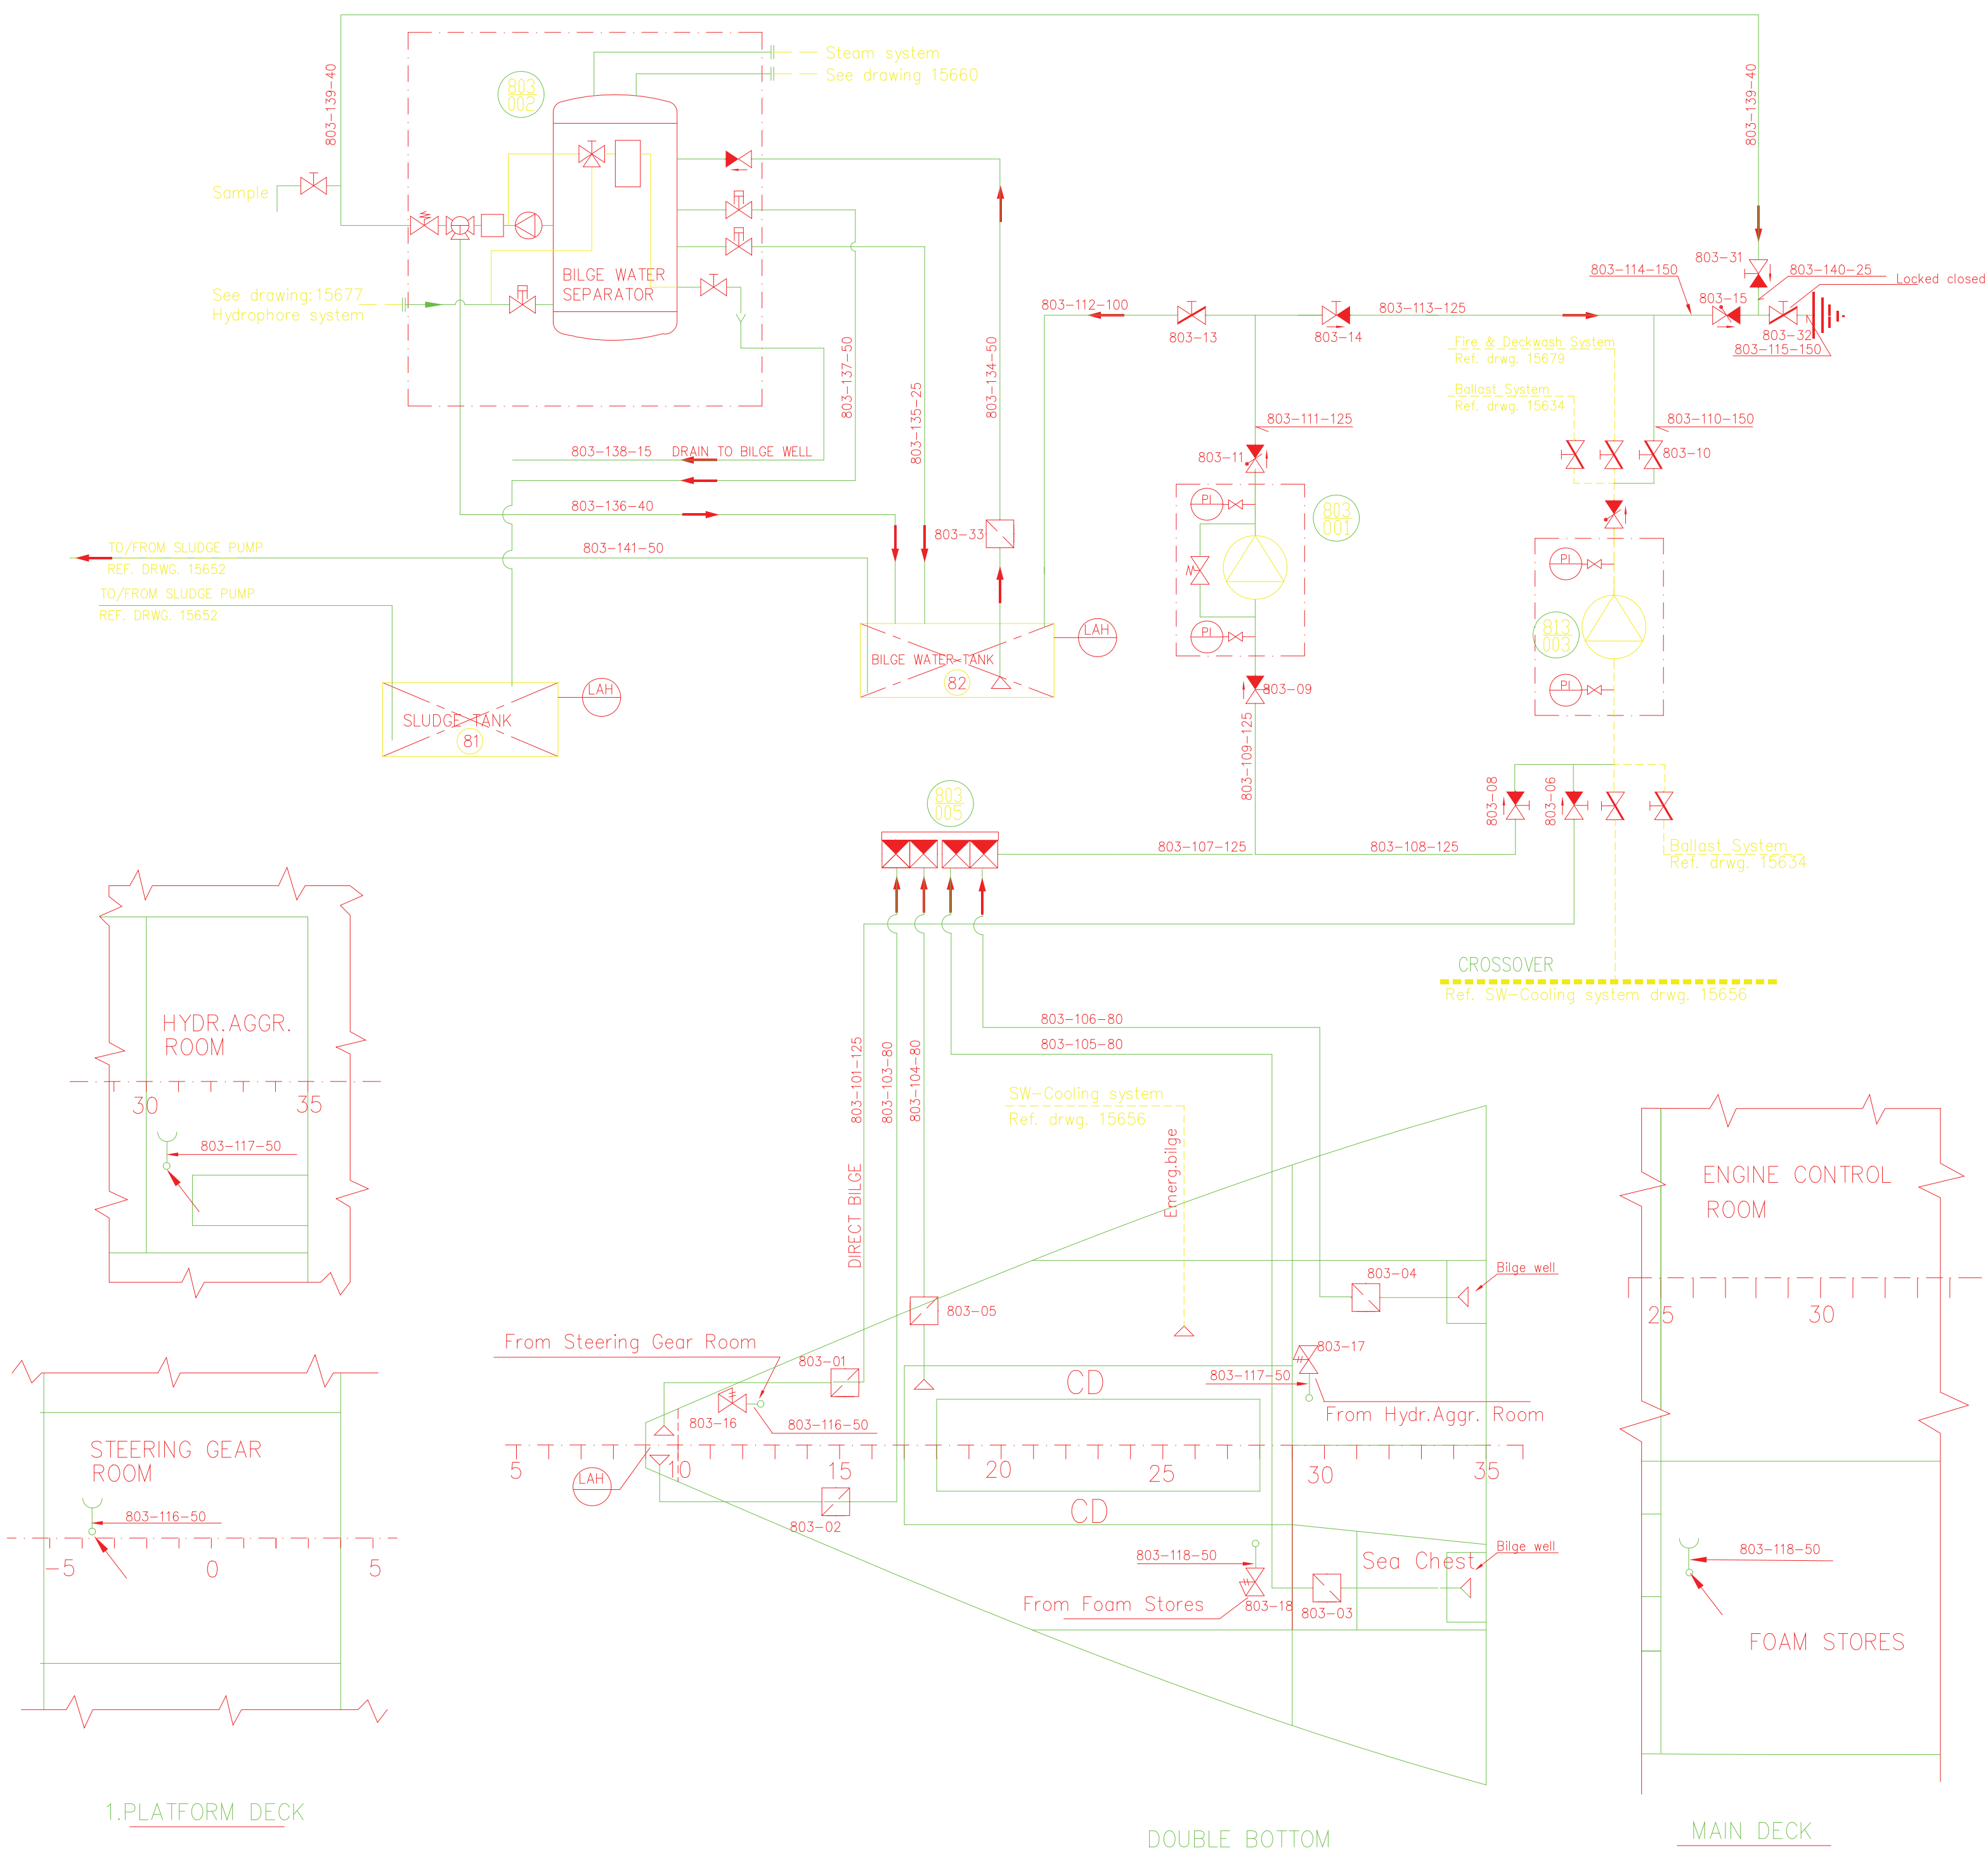 Steam system
See drawing 15660
803
002
803-139-40
803-139-40
Sample
BILGE WATER
SEPARATOR
See drawing:15677
Hydrophore system
803-31
803-140-25
Locked closed
803-114-150
803-15
803-32
803-115-150
803-112-100
803-13
803-14
803-113-125
Fire & Deckwash System
Ref. drwg. 15679
Ballast System
Ref. drwg. 15634
803-137-50
803-135-25
803-134-50
803-111-125
803-110-150
803-10
803-11
803-138-15
DRAIN TO BILGE WELL
803-136-40
803-33
PI
803
001
PI
TO/FROM SLUDGE PUMP
REF. DRWG. 15652
803-141-50
TO/FROM SLUDGE PUMP
REF. DRWG. 15652
PI
813
003
PI
LAH
BILGE WATER TANK
82
LAH
SLUDGE TANK
81
803-09
803-109-125
803
005
803-08
803-06
803-107-125
803-108-125
Ballast System
Ref. drwg. 15634
CROSSOVER
Ref. SW-Cooling system drwg. 15656
HYDR.AGGR.
ROOM
30
35
803-117-50
803-106-80
803-105-80
803-101-125
803-103-80
803-104-80
DIRECT BILGE
SW-Cooling system
Ref. drwg. 15656
Emerg.bilge
ENGINE CONTROL
ROOM
25
30
803-04
Bilge well
803-05
From Steering Gear Room
803-01
803-16
803-116-50
803-17
803-117-50
From Hydr.Aggr. Room
CD
5
10
15
20
25
30
35
LAH
CD
803-02
803-118-50
From Foam Stores
803-18
803-03
Sea Chest
Bilge well
STEERING GEAR
ROOM
803-116-50
-5
0
5
803-118-50
FOAM STORES
1.PLATFORM DECK
DOUBLE BOTTOM
MAIN DECK